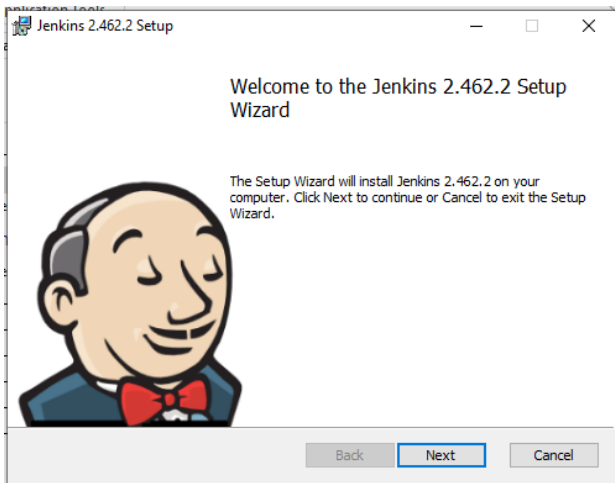 Application Tools
Jenkins 2.462.2 Setup
Welcome to the Jenkins 2.462.2 Setup
Wizard
The Setup Wizard will install Jenkins 2.462.2 on your
computer. Click Next to continue or Cancel to exit the Setup
Wizard.
Back
Next
Cancel